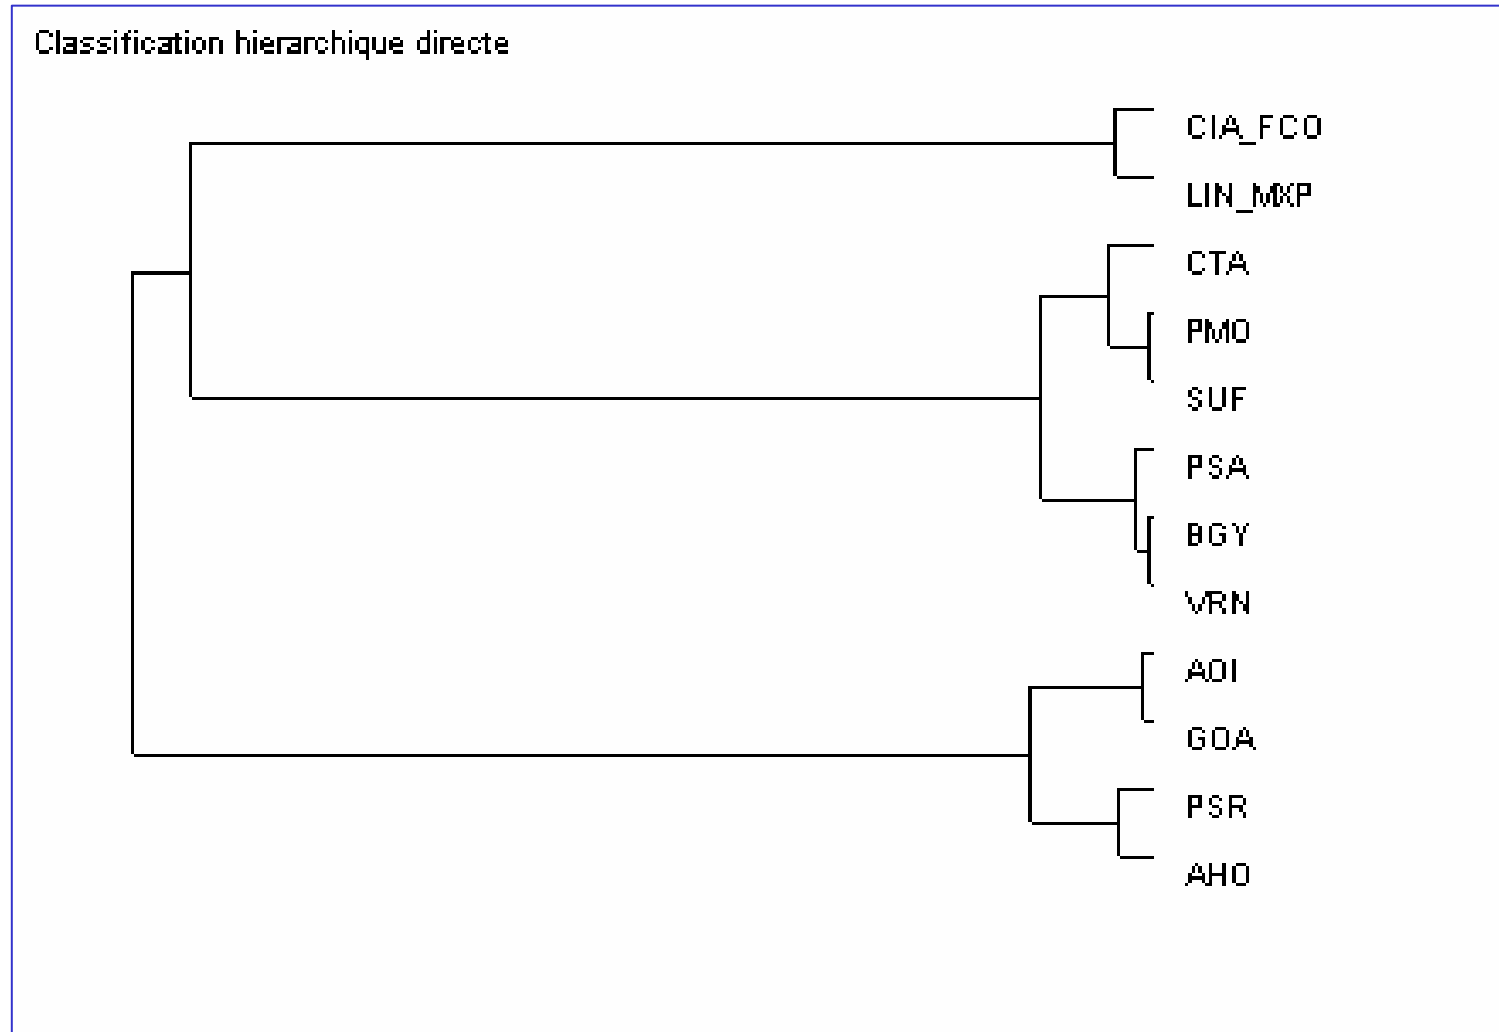 Classification hierarchique directe
CIA_FCO
LIN_MXP
CTA
PMO
SUF
PSA
BGY
VRN
AOI
GOA
PSR
AHO